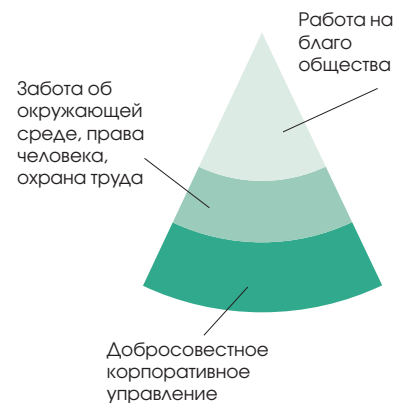 Работа на
благо
общества
Забота об
окружающей
среде, права
человека,
охрана труда
Добросовестное
корпоративное
управление